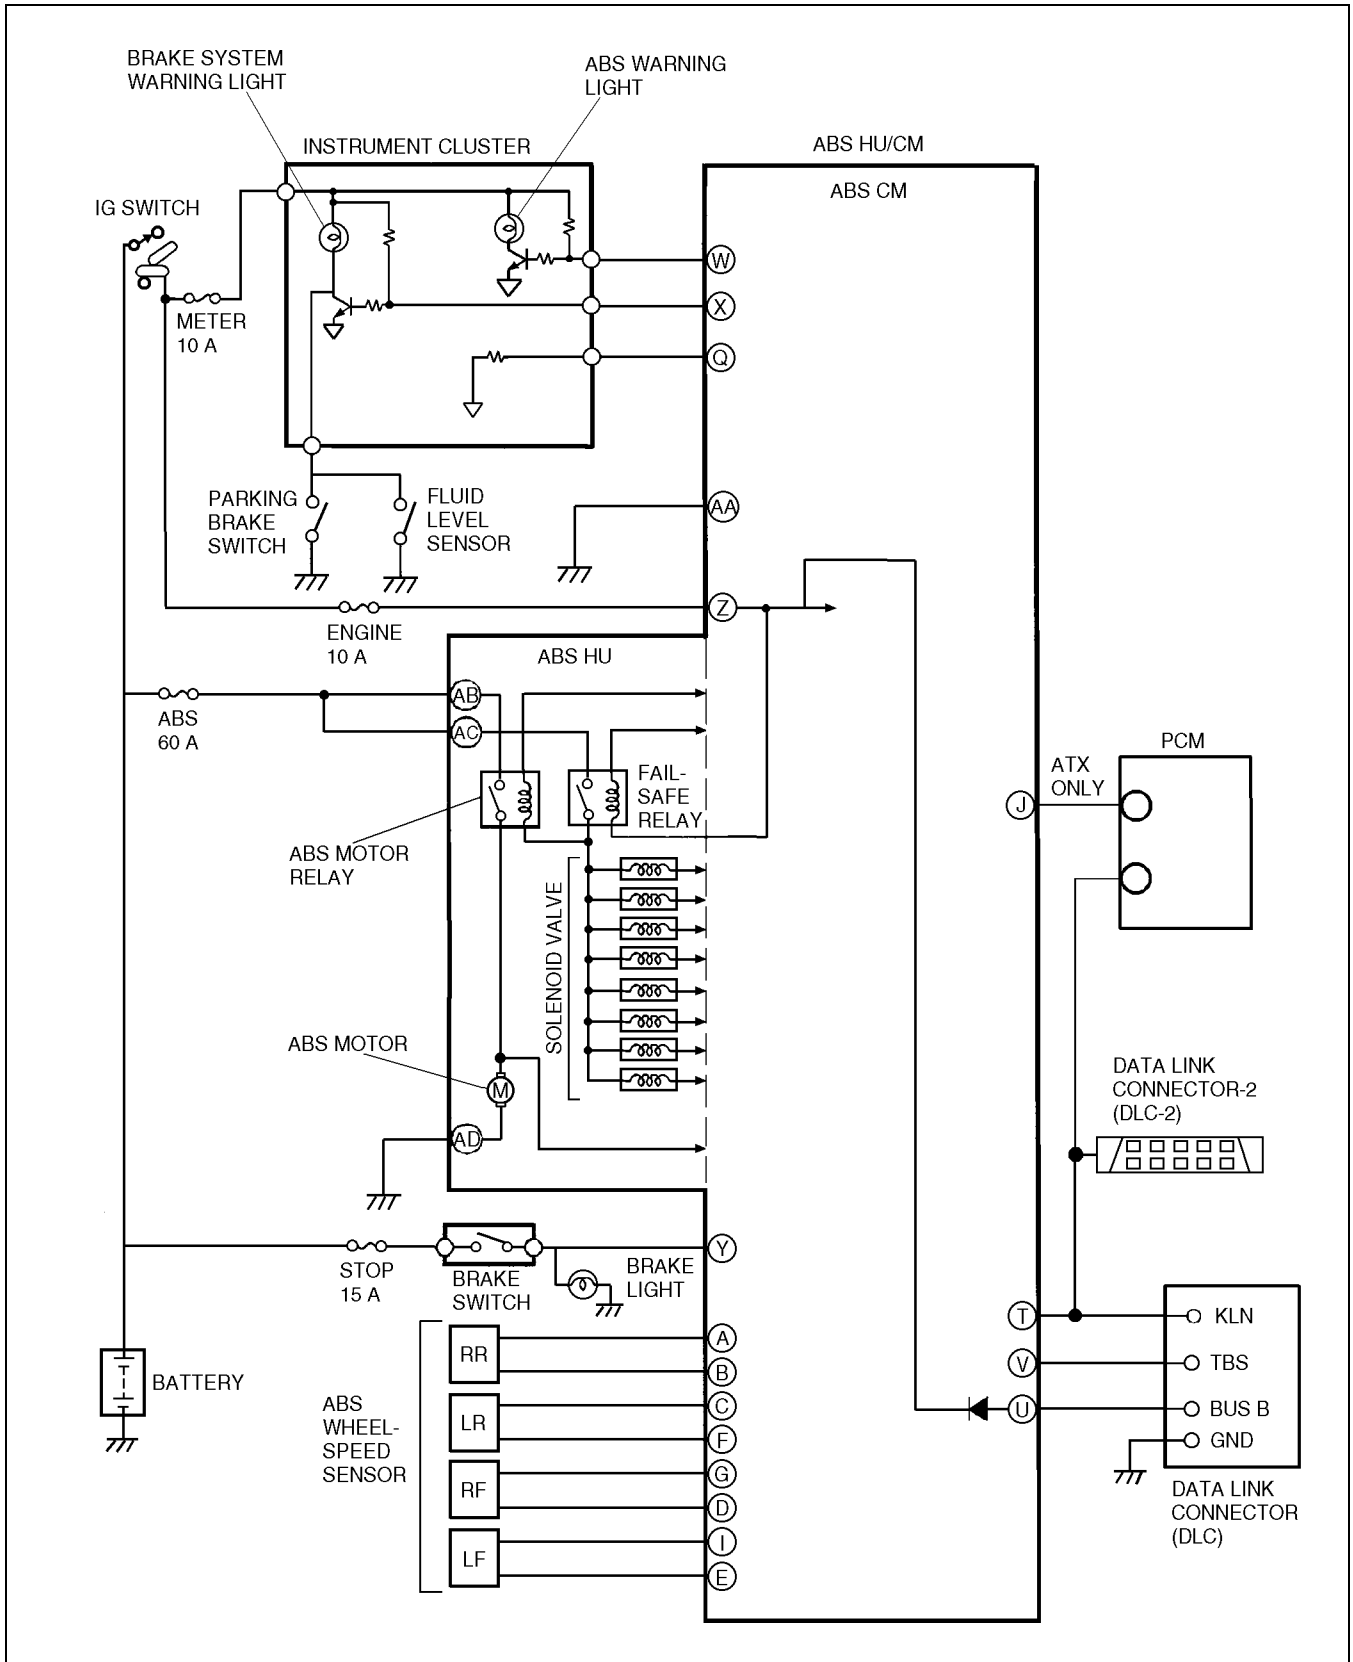 BRAKE SYSTEM
WARNING LIGHT
ABS WARNING
LIGHT
INSTRUMENT CLUSTER
ABS HU/CM
ABS CM
IG SWITCH
METER
10 A
W
X
Q
PARKING
BRAKE
SWITCH
FLUID
LEVEL
SENSOR
AA
Z
ENGINE
10 A
ABS HU
AB
AC
ABS
60 A
FAIL-
SAFE
RELAY
ABS MOTOR
RELAY
SOLENOID VALVE
ABS MOTOR
M
AD
PCM
ATX
ONLY
J
DATA LINK
CONNECTOR-2
(DLC-2)
STOP
15 A
BRAKE
SWITCH
BRAKE
LIGHT
Y
BATTERY
ABS
WHEEL-
SPEED
SENSOR
RR
LR
RF
LF
A
B
C
F
G
D
I
E
T
V
U
KLN
TBS
BUS B
GND
DATA LINK
CONNECTOR
(DLC)